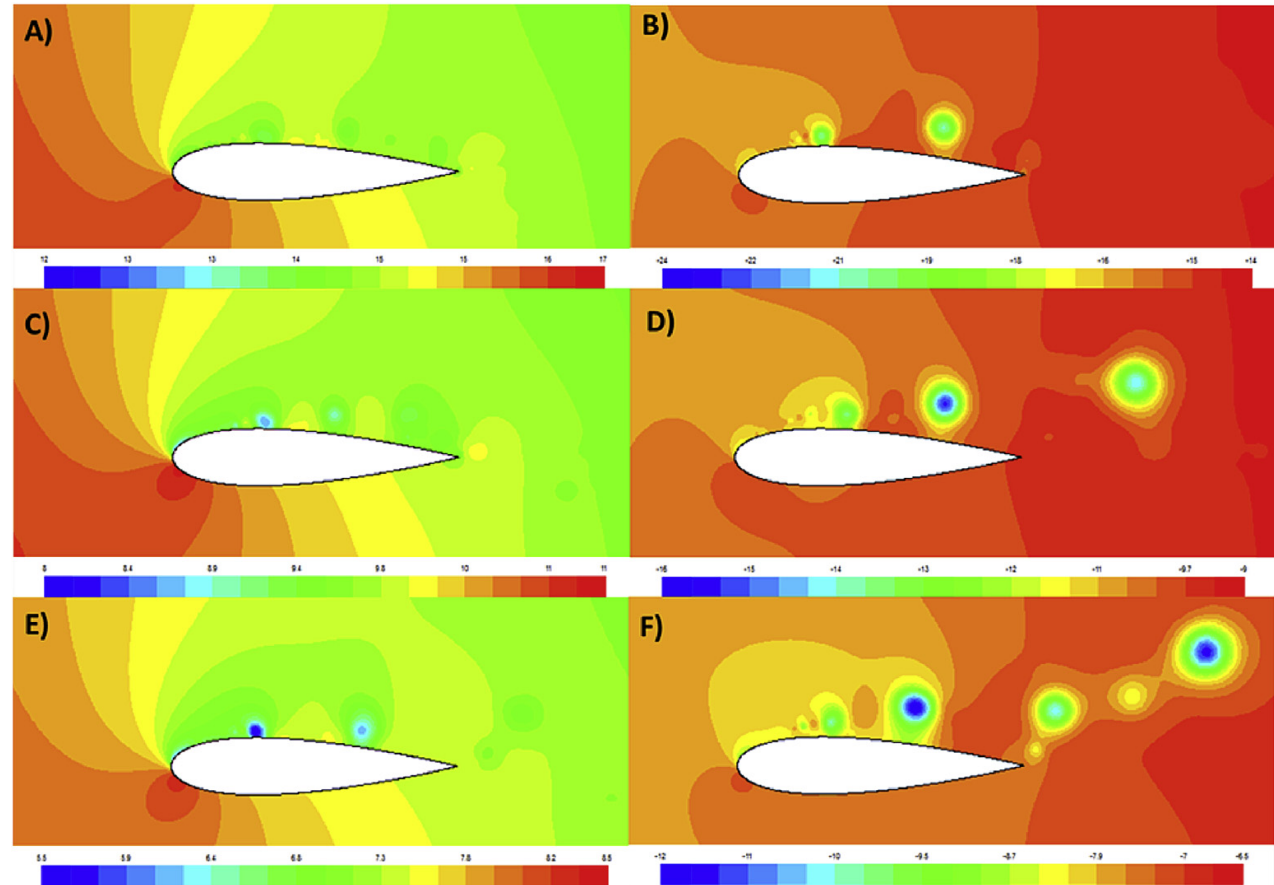 A) B)
12 13 13 14 14 15 15 16 17
-24 -22 -21 -19 -18 -16 -15 -14
C) D)
8 8.4 8.9 9.4 9.8 10 11 11
-16 -15 -14 -13 -12 -11 -9.7 -9
E) F)
5.5 5.9 6.4 6.8 7.3 7.8 8.2 8.5
-12 -11 -10 -9.5 -8.7 -7.9 -7 -6.5